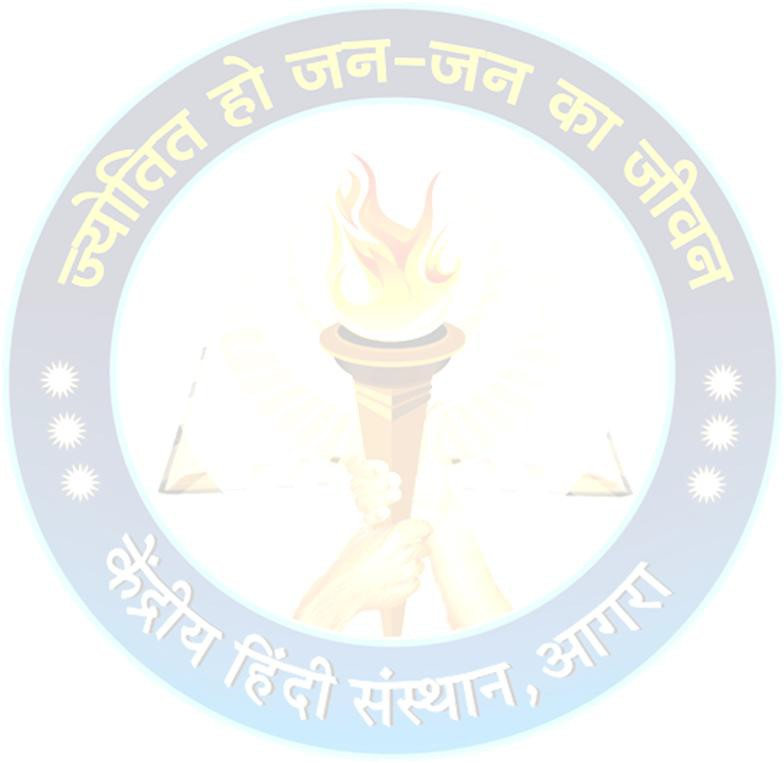 ज्योतित हो जन-जन का जीवन
केंद्रीय हिंदी संस्थान, आगरा